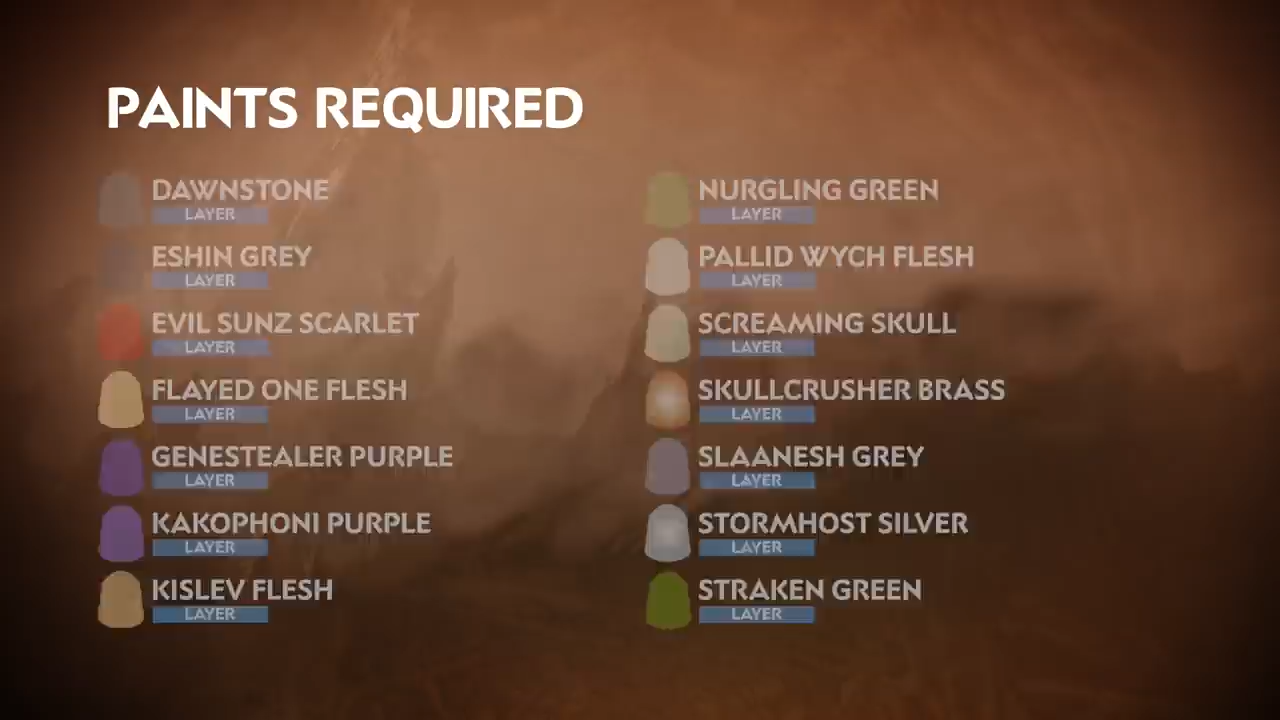 PAINTS REQUIRED
DAWNSTONE
LAYER
ESHIN GREY
LAYER
EVIL SUNZ SCARLET
LAYER
FLAYED ONE FLESH
LAYER
GENESTEALER PURPLE
LAYER
KAKOPHONI PURPLE
LAYER
KISLEV FLESH
LAYER
NURGLING GREEN
LAYER
PALLID WYCH FLESH
LAYER
SCREAMING SKULL
LAYER
SKULLCRUSHER BRASS
LAYER
SLAANESH GREY
LAYER
STORMHOST SILVER
LAYER
STRAKEN GREEN
LAYER